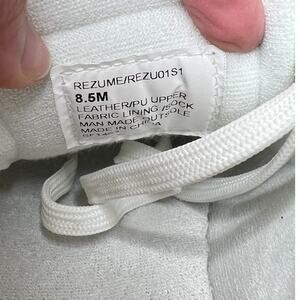 REZUME/REZU01S1
8.5M
LEATHER/PU UPPER
FABRIC LINING /SOCK
MAN MADE OUTSOLE
MADE IN CHINA